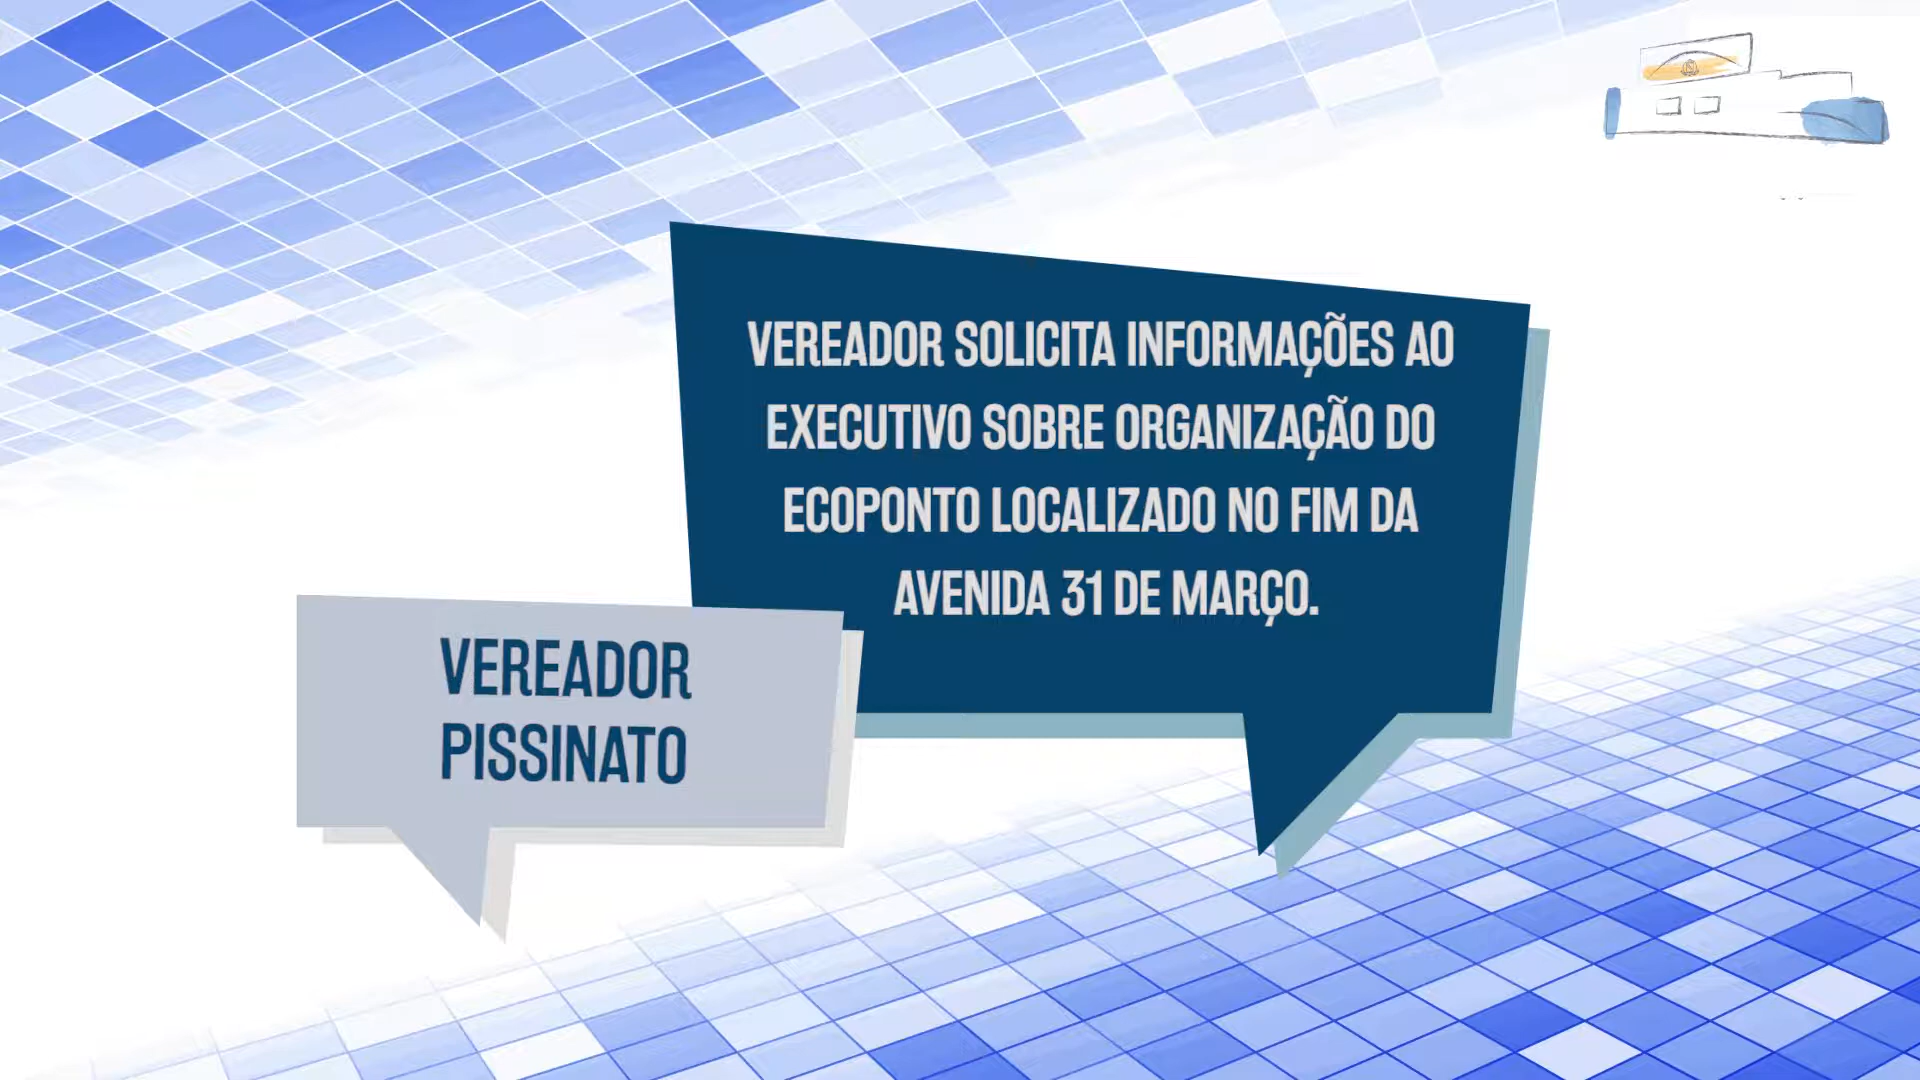 VEREADOR SOLICITA INFORMAÇÕES AO
EXECUTIVO SOBRE ORGANIZAÇÃO DO
ECOPONTO LOCALIZADO NO FIM DA
AVENIDA 31 DE MARÇO.
VEREADOR
PISSINATO